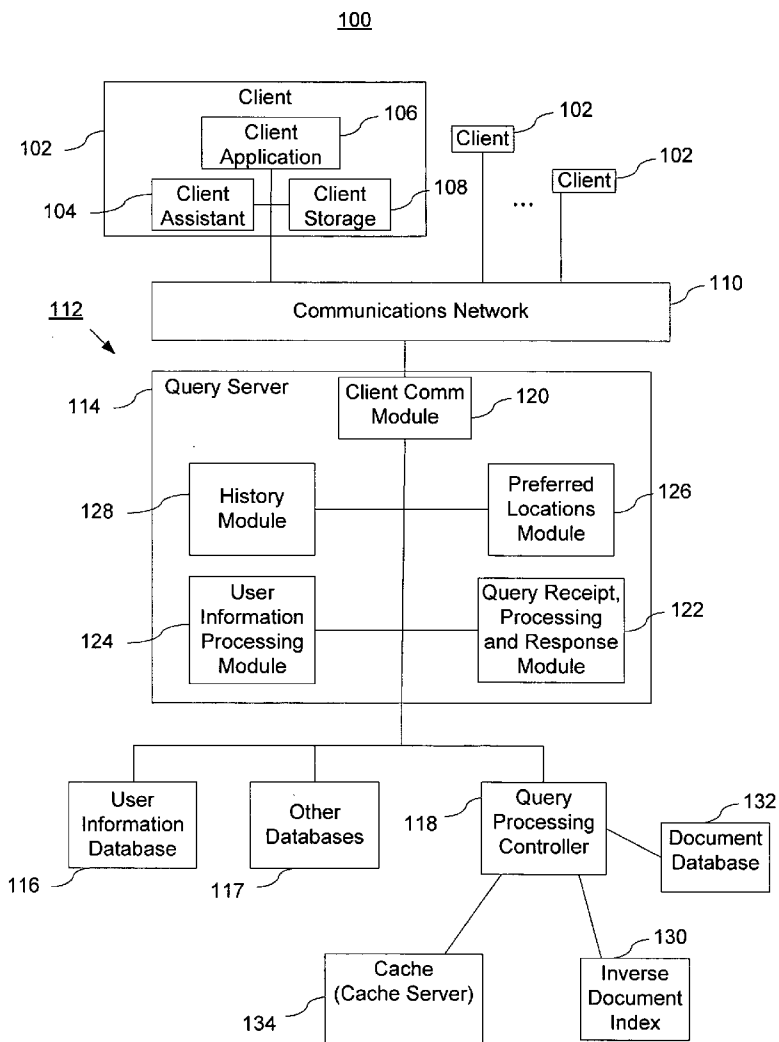 100
Client
106
Client
Application
102
102
Client
102
Client
104
Client
Assistant
Client
Storage
108
...
110
Communications Network
112
Query Server
114
Client Comm
Module
120
128
History
Module
Preferred
Locations
Module
126
124
User
Information
Processing
Module
Query Receipt,
Processing
and Response
Module
122
User
Information
Database
116
Other
Databases
117
118
Query
Processing
Controller
132
Document
Database
130
Cache
(Cache Server)
134
Inverse
Document
Index